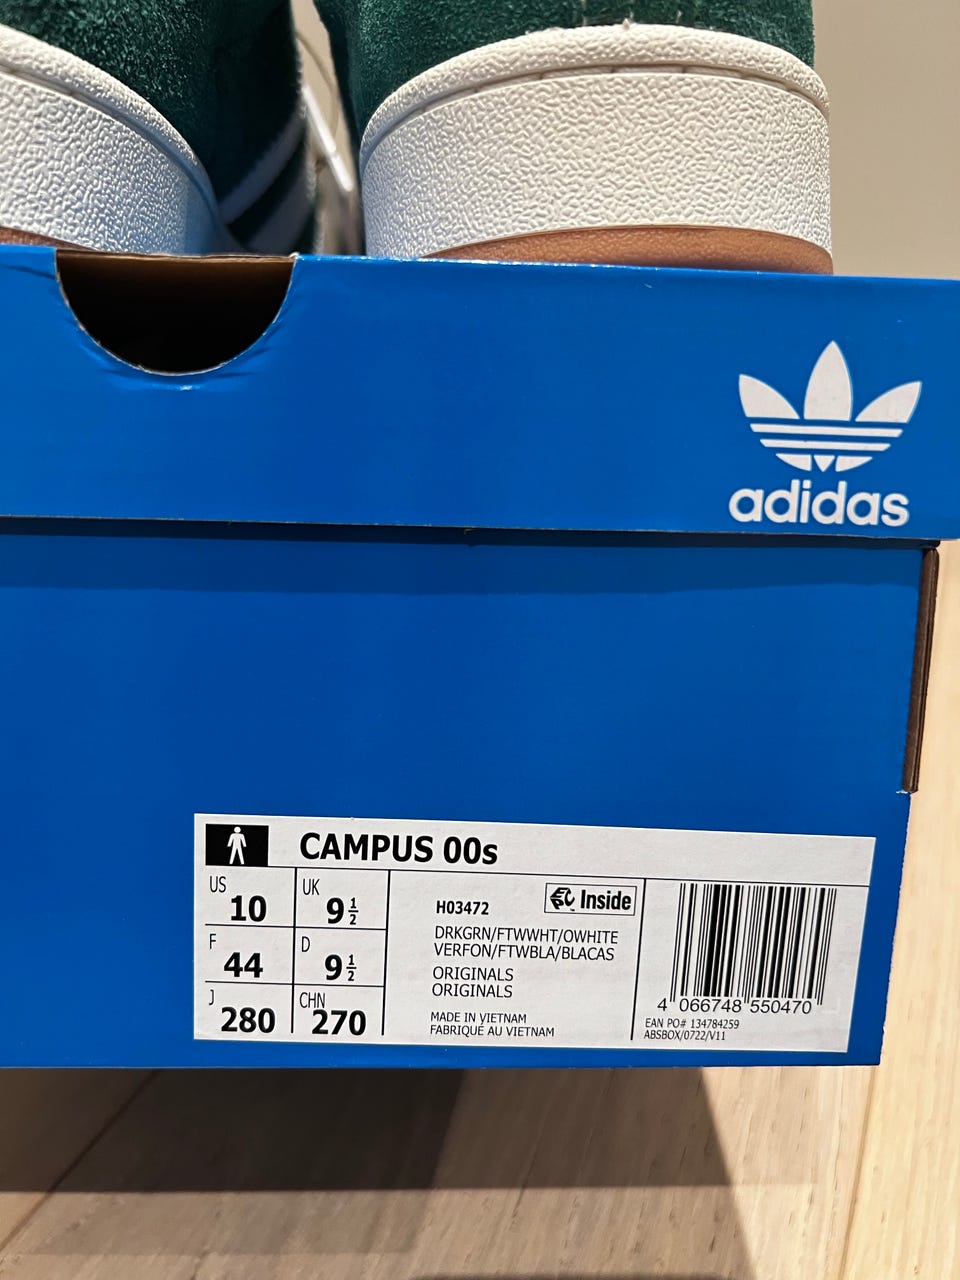 adidas
CAMPUS 00s
US 10
UK 9 1/2
F 44
D 9 1/2
J 280
CHN 270
H03472
Inside
DRKGRN/FTWWHT/OWHITE
VERFON/FTWBLA/BLACAS
ORIGINALS
ORIGINALS
MADE IN VIETNAM
FABRIQUÉ AU VIETNAM
4 066748 550470
EAN PO# 134784259
ABSBOX/0722/V11